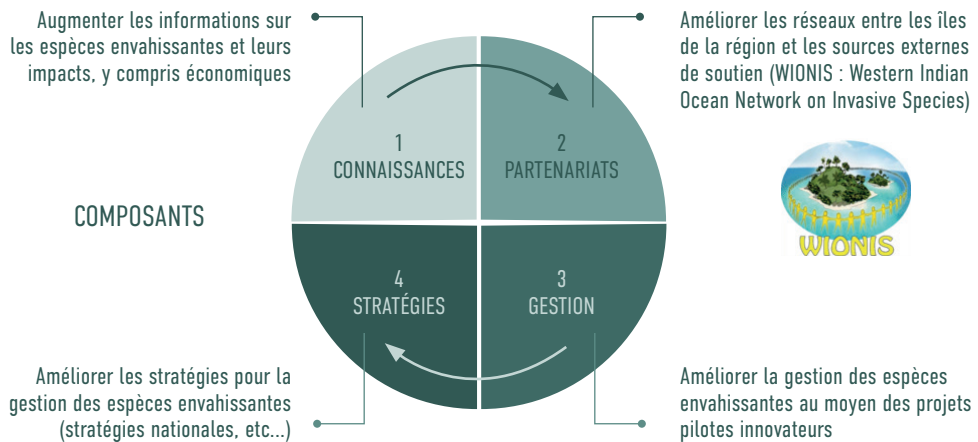 Augmenter les informations sur
les espèces envahissantes et leurs
impacts, y compris économiques
Améliorer les réseaux entre les îles
de la région et les sources externes
de soutien (WIONIS : Western Indian
Ocean Network on Invasive Species)
1
CONNAISSANCES
2
PARTENARIATS
COMPOSANTS
WIONIS
4
STRATÉGIES
3
GESTION
Améliorer les stratégies pour la
gestion des espèces envahissantes
(stratégies nationales, etc...)
Améliorer la gestion des espèces
envahissantes au moyen des projets
pilotes innovateurs